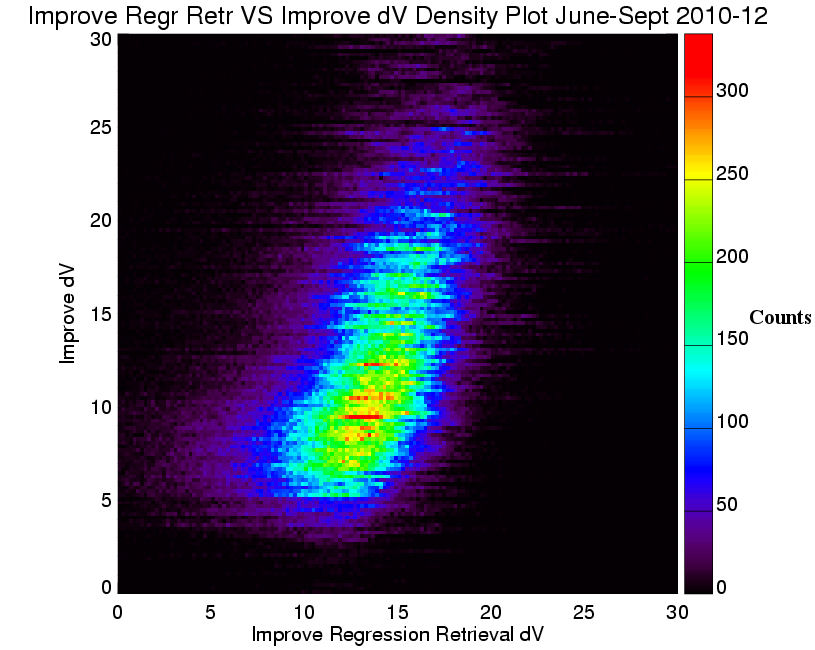 Improve Regr Retr VS Improve dV Density Plot June-Sept 2010-12
30
25
20
15
10
5
0
Improve dV
0 5 10 15 20 25 30
Improve Regression Retrieval dV
300
250
200
150
100
50
0
Counts